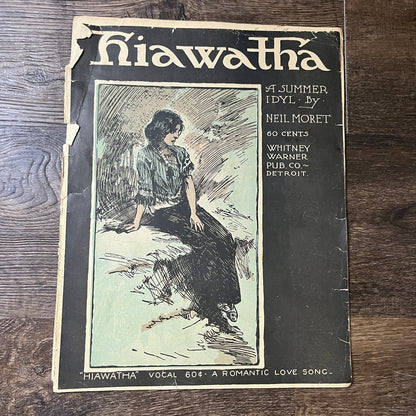 Hiawatha
A SUMMER
IDYL · By ·
NEIL MORET
60 CENTS
WHITNEY
WARNER
PUB. CO. ~
DETROIT.
"HIAWATHA" VOCAL 60¢ · A ROMANTIC LOVE SONG _